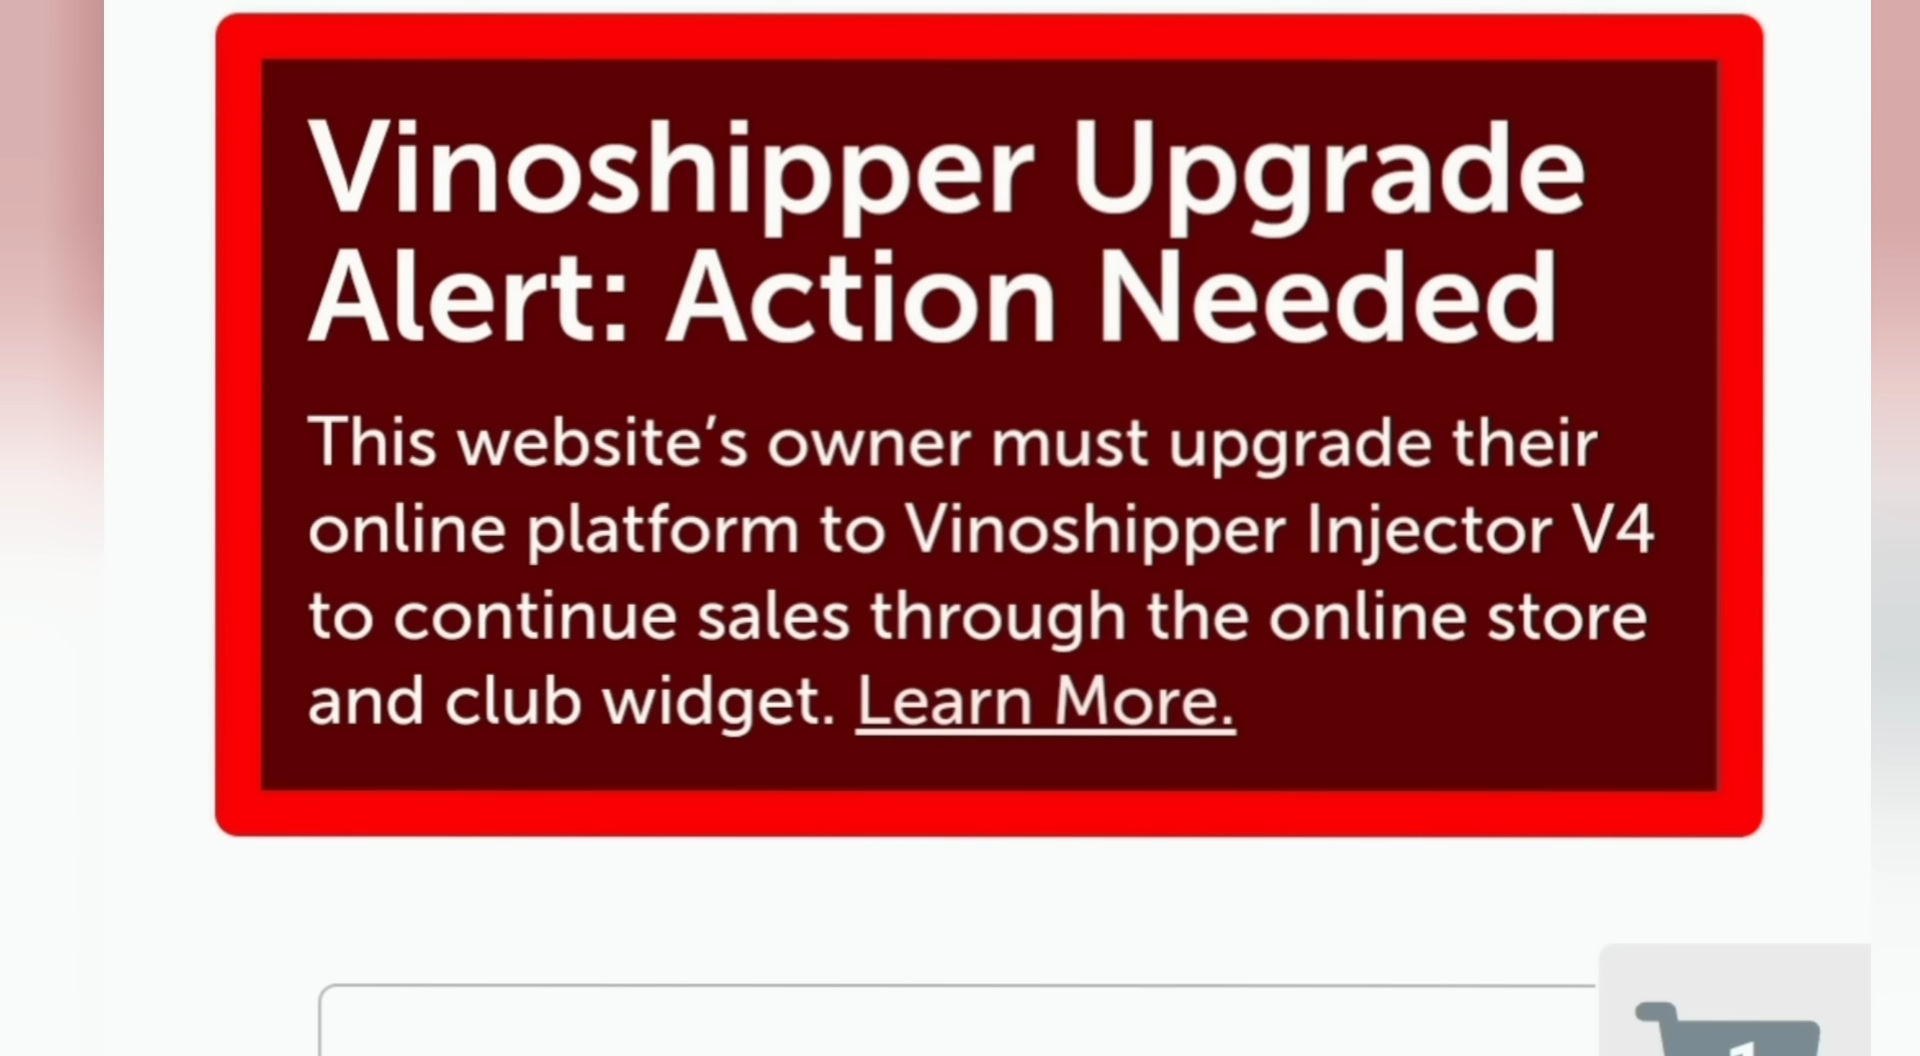 Vinoshipper Upgrade
Alert: Action Needed
This website’s owner must upgrade their
online platform to Vinoshipper Injector V4
to continue sales through the online store
and club widget. Learn More.